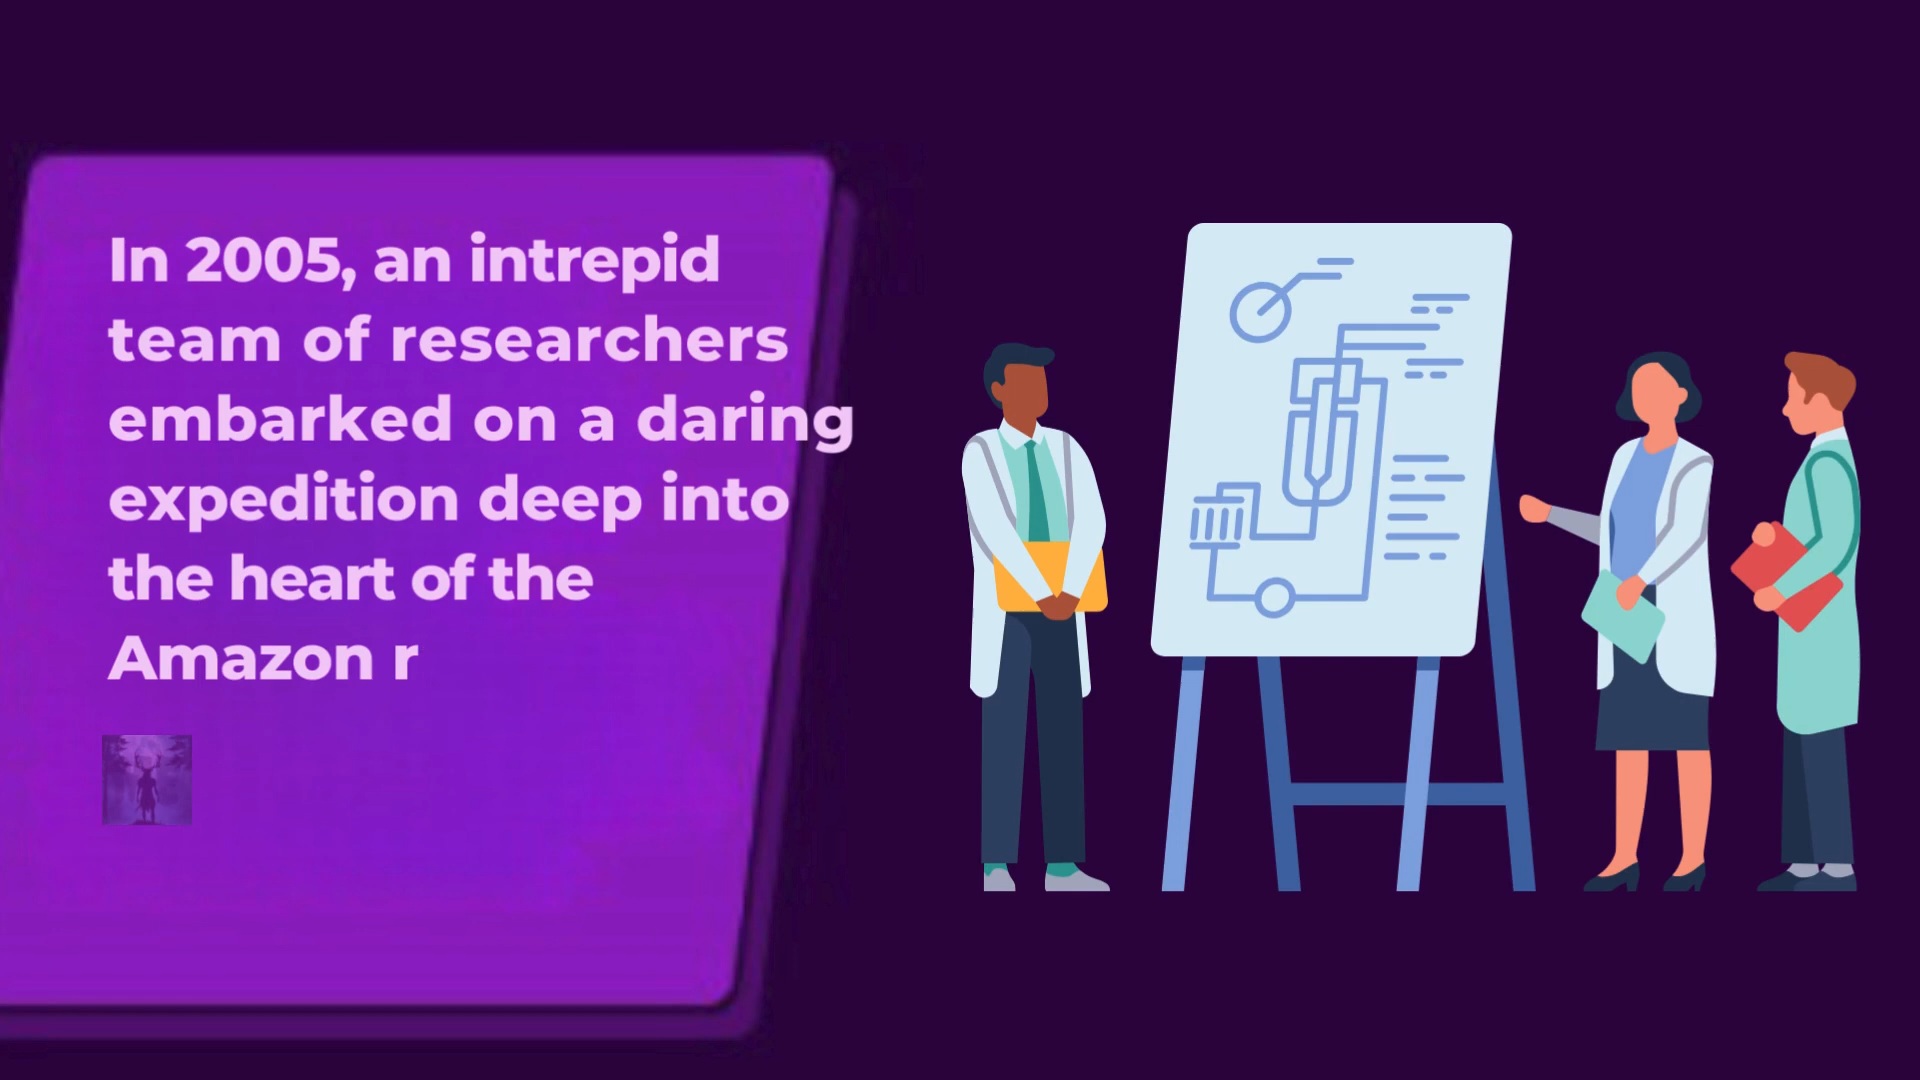 In 2005, an intrepid
team of researchers
embarked on a daring
expedition deep into
the heart of the
Amazon r